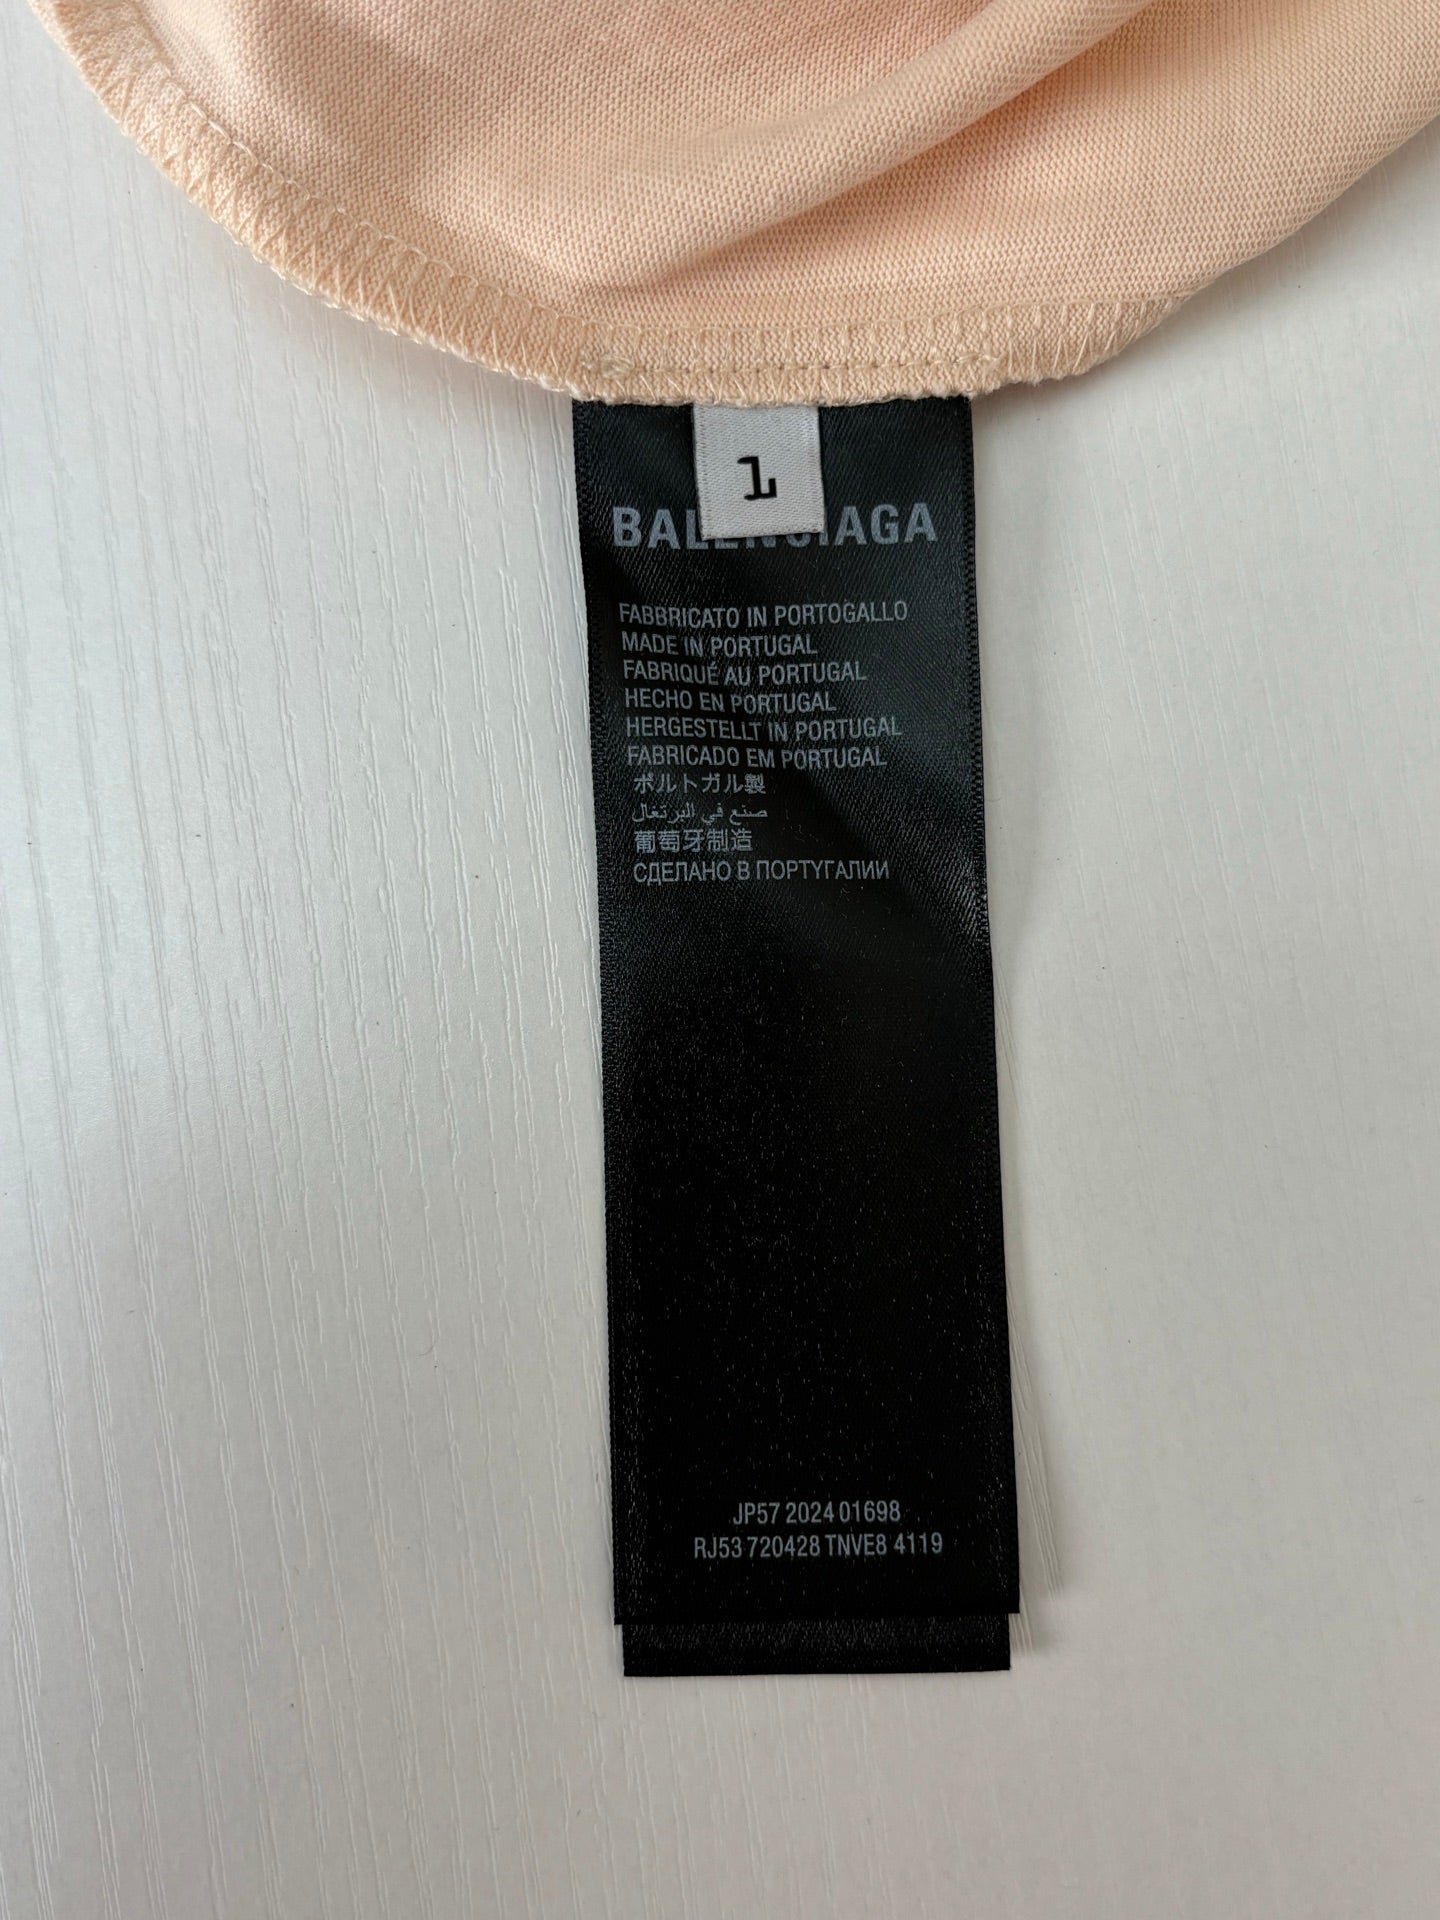 1
BALENCIAGA
FABBRICATO IN PORTOGALLO
MADE IN PORTUGAL
FABRIQUÉ AU PORTUGAL
HECHO EN PORTUGAL
HERGESTELLT IN PORTUGAL
FABRICADO EM PORTUGAL
ポルトガル製
صنع في البرتغال
葡萄牙制造
СДЕЛАНО В ПОРТУГАЛИИ
JP57 2024 01698
RJ53 720428 TNVE8 4119